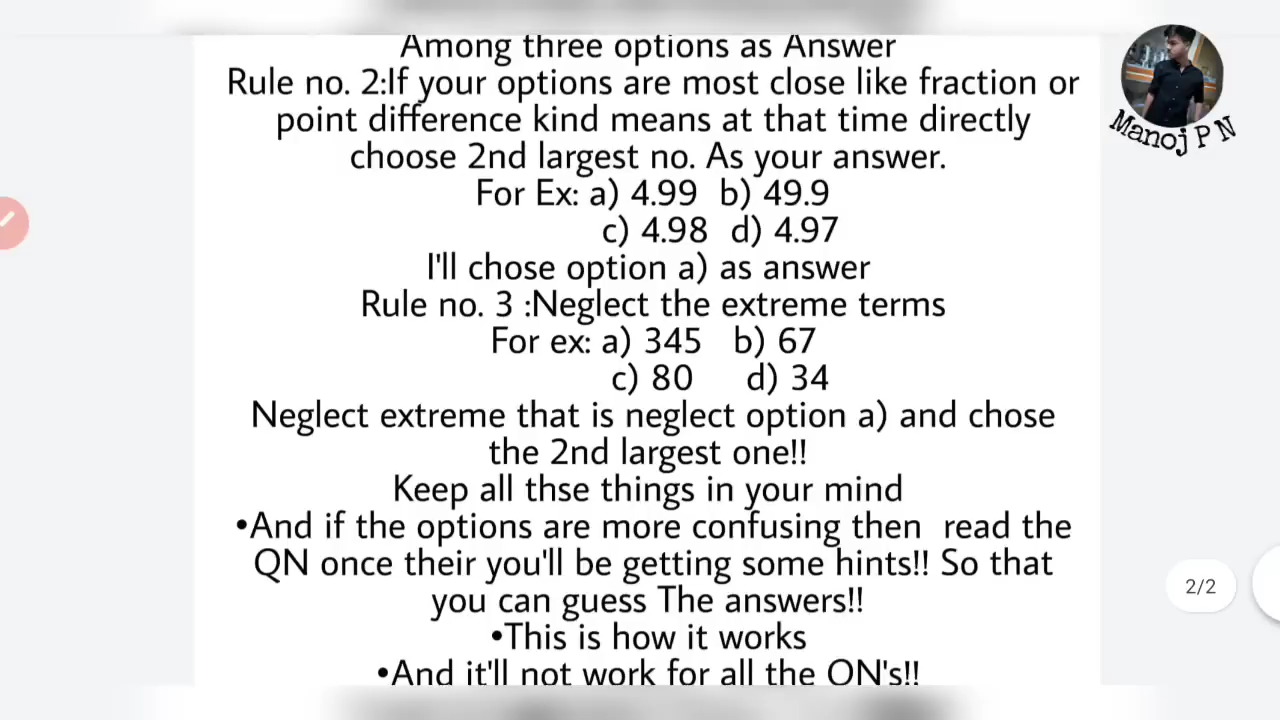 Among three options as Answer
Rule no. 2:If your options are most close like fraction or
point difference kind means at that time directly
choose 2nd largest no. As your answer.
For Ex: a) 4.99 b) 49.9
c) 4.98 d) 4.97
I'll chose option a) as answer
Rule no. 3 :Neglect the extreme terms
For ex: a) 345 b) 67
c) 80 d) 34
Neglect extreme that is neglect option a) and chose
the 2nd largest one!!
Keep all thse things in your mind
•And if the options are more confusing then read the
QN once their you'll be getting some hints!! So that
you can guess The answers!!
•This is how it works
•And it'll not work for all the QN's!!
Manoj P N
2/2